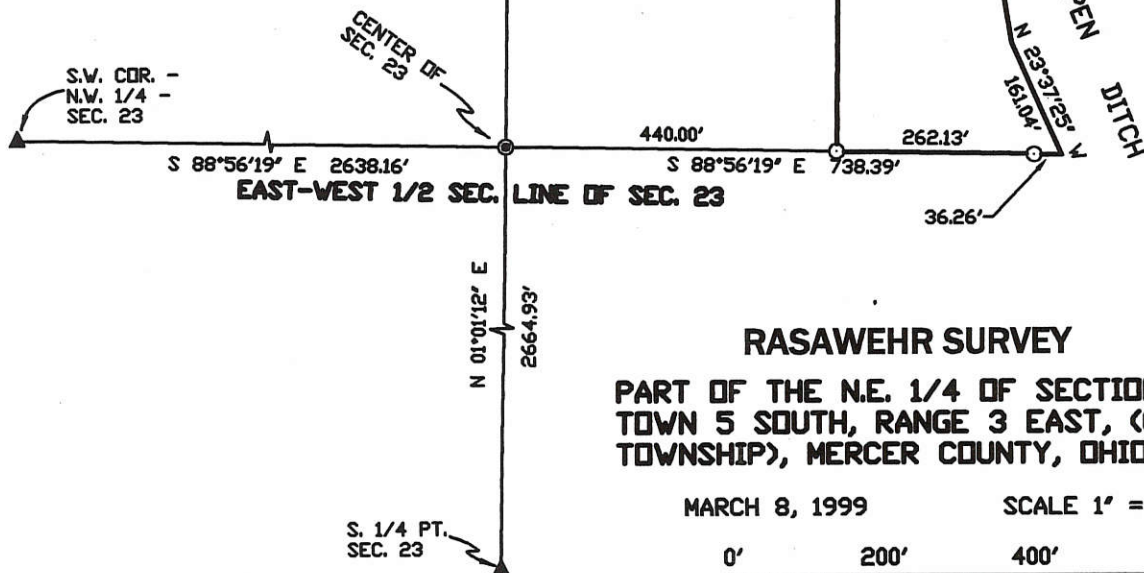 CENTER OF
SEC. 23
S.W. COR. -
N.W. 1/4 -
SEC. 23
PEN
DITCH
N 23°37'25" W
161.04'
440.00'
262.13'
S 88°56'19" E 2638.16'
S 88°56'19" E 738.39'
EAST-WEST 1/2 SEC. LINE OF SEC. 23
36.26'
N 01°01'12" E
2664.93'
RASAWEHR SURVEY
PART OF THE N.E. 1/4 OF SECTION
TOWN 5 SOUTH, RANGE 3 EAST, (
TOWNSHIP), MERCER COUNTY, OHIO
MARCH 8, 1999
SCALE 1" =
S. 1/4 PT.
SEC. 23
0'
200'
400'